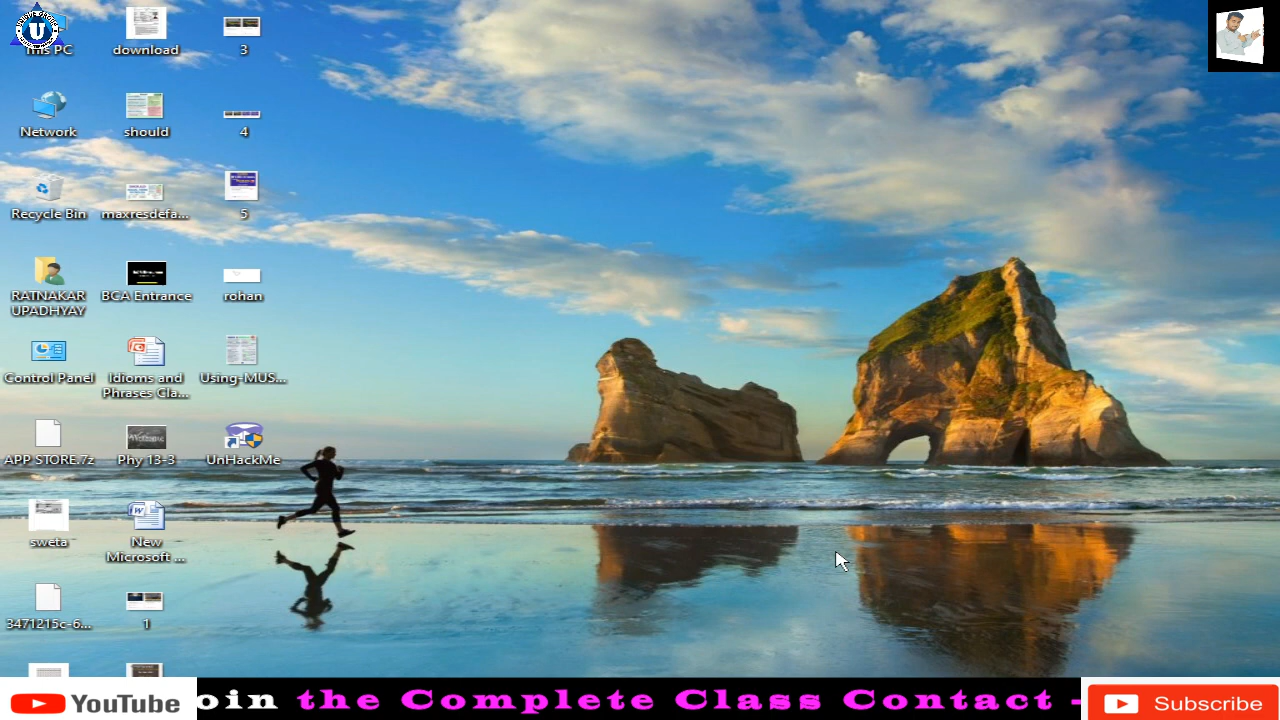 This PC
download
3
Network
should
4
Recycle Bin
maxresdefa...
5
RATNAKAR
UPADHYAY
BCA Entrance
rohan
Control Panel
Idioms and
Phrases Cla...
Using-MUS...
APP STORE.7z
Phy 13-3
UnHackMe
sweta
New
Microsoft ...
3471215c-6...
1
YouTube
oin the Complete Class Contact -
Subscribe